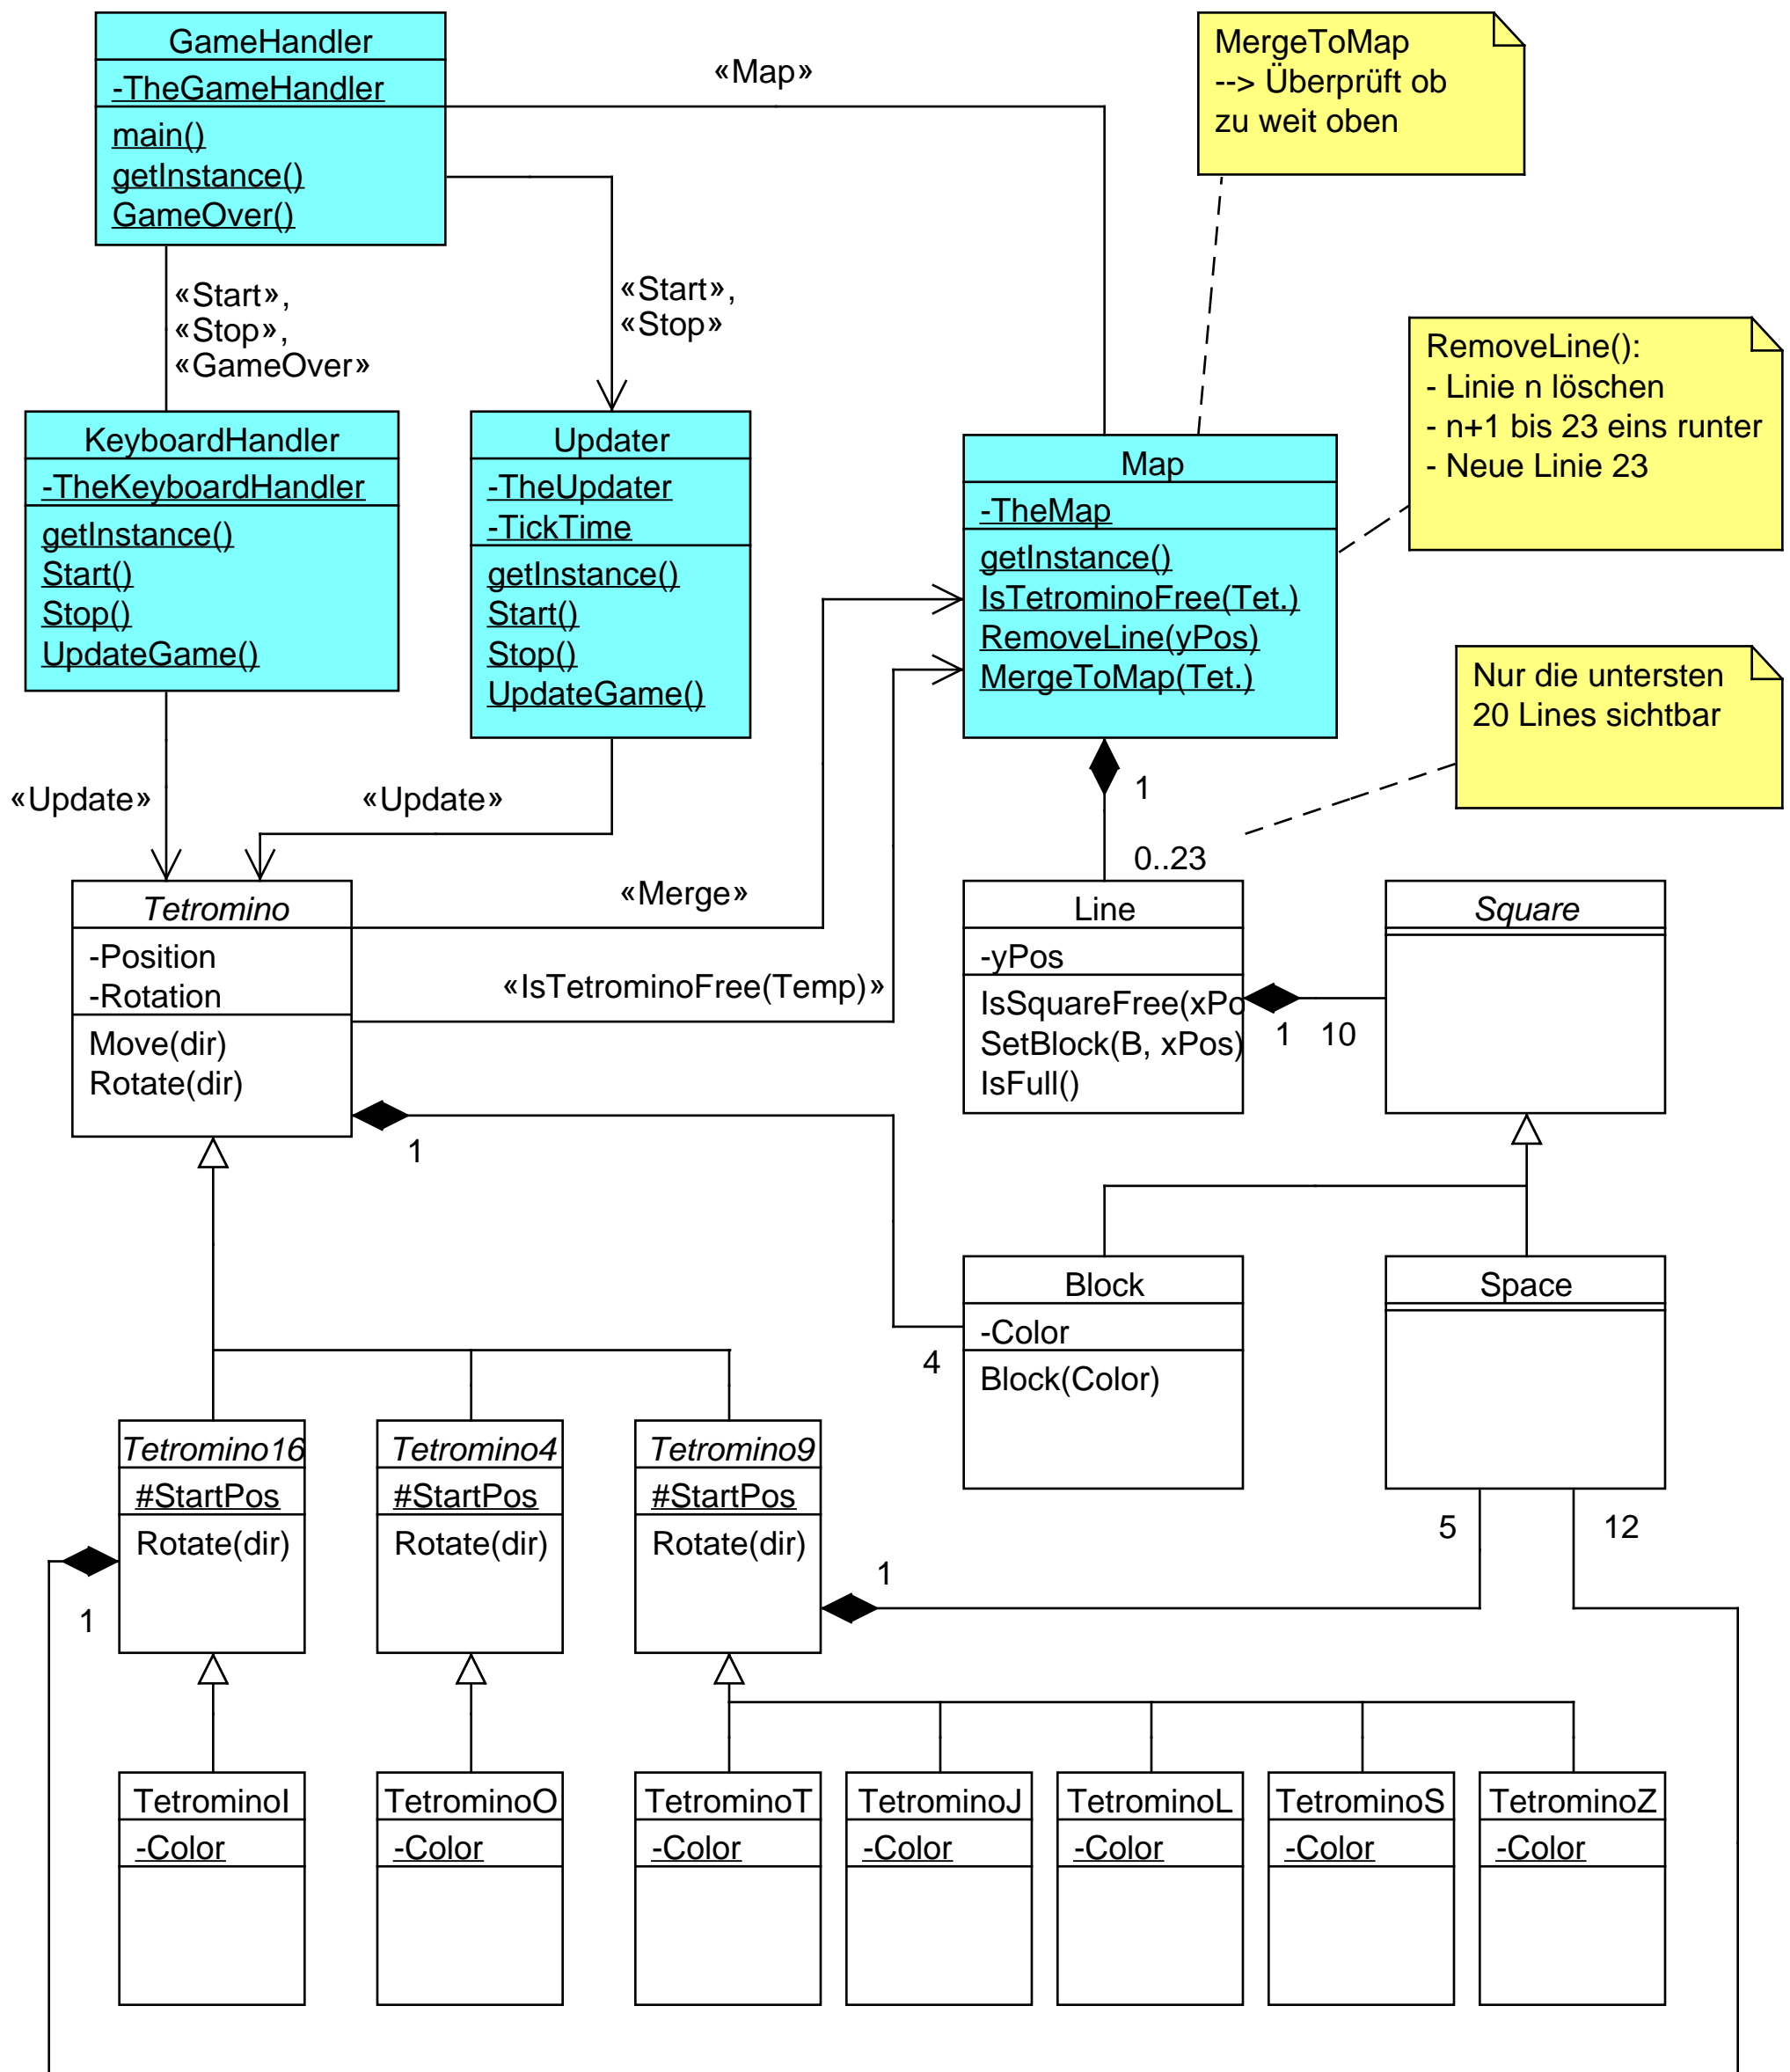 GameHandler
-TheGameHandler
main()
getInstance()
GameOver()
«Map»
MergeToMap
--> Überprüft ob
zu weit oben
«Start»,
«Stop»,
«GameOver»
«Start»,
«Stop»
RemoveLine():
- Linie n löschen
- n+1 bis 23 eins runter
- Neue Linie 23
KeyboardHandler
-TheKeyboardHandler
getInstance()
Start()
Stop()
UpdateGame()
Updater
-TheUpdater
-TickTime
getInstance()
Start()
Stop()
UpdateGame()
Map
-TheMap
getInstance()
IsTetrominoFree(Tet.)
RemoveLine(yPos)
MergeToMap(Tet.)
Nur die untersten
20 Lines sichtbar
«Update»
«Update»
1
0..23
Tetromino
-Position
-Rotation
Move(dir)
Rotate(dir)
«Merge»
«IsTetrominoFree(Temp)»
Line
-yPos
IsSquareFree(xPo
SetBlock(B, xPos)
IsFull()
1
10
Square
1
4
Block
-Color
Block(Color)
Space
5
12
Tetromino16
#StartPos
Rotate(dir)
1
Tetromino4
#StartPos
Rotate(dir)
Tetromino9
#StartPos
Rotate(dir)
1
TetrominoI
-Color
TetrominoO
-Color
TetrominoT
-Color
TetrominoJ
-Color
TetrominoL
-Color
TetrominoS
-Color
TetrominoZ
-Color